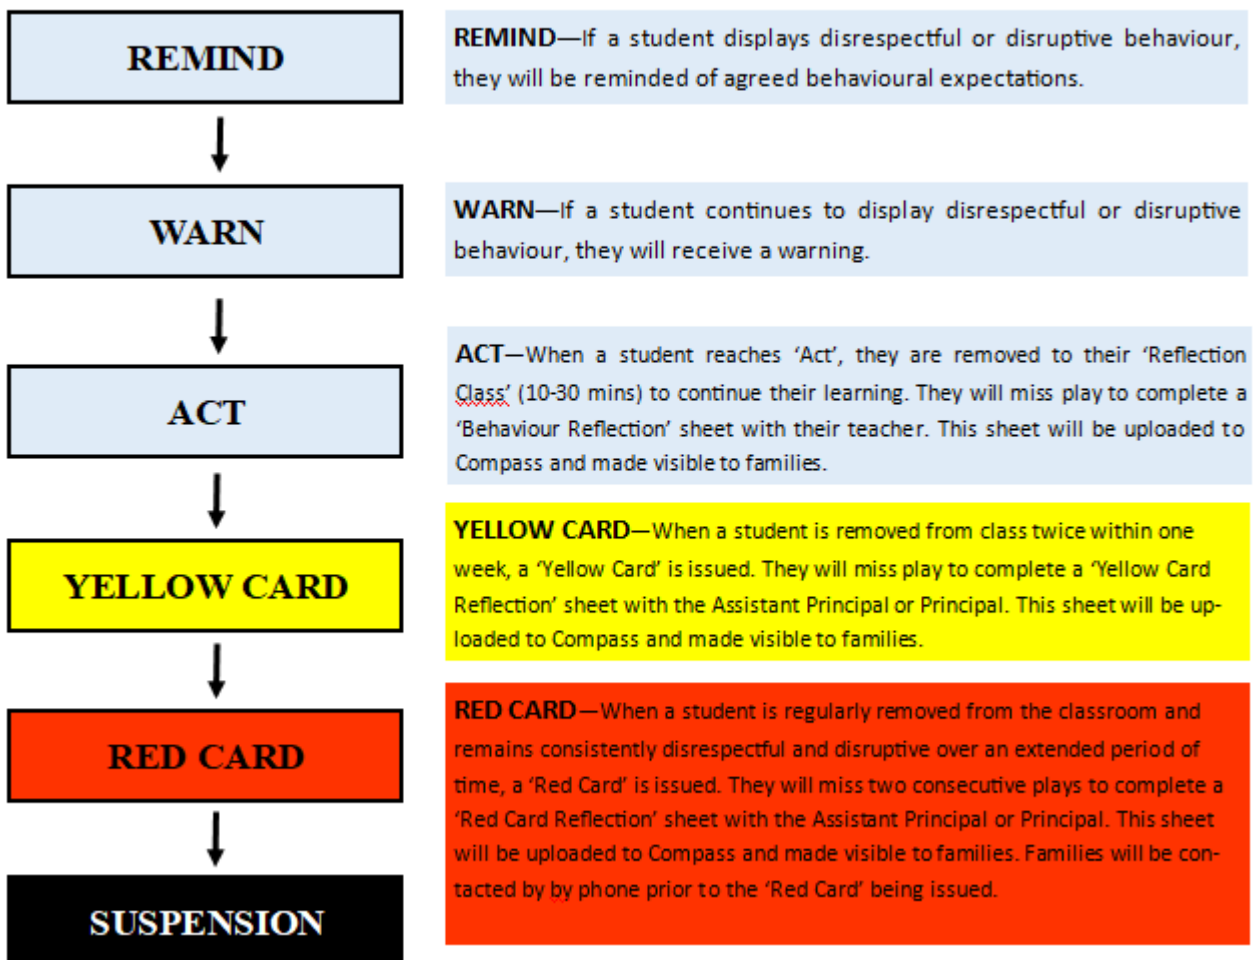 REMIND
REMIND—If a student displays disrespectful or disruptive behaviour,
they will be reminded of agreed behavioural expectations.
WARN
WARN—If a student continues to display disrespectful or disruptive
behaviour, they will receive a warning.
ACT
ACT—When a student reaches ‘Act’, they are removed to their ‘Reflection
Class’ (10-30 mins) to continue their learning. They will miss play to complete a
‘Behaviour Reflection’ sheet with their teacher. This sheet will be uploaded to
Compass and made visible to families.
YELLOW CARD
YELLOW CARD—When a student is removed from class twice within one
week, a ‘Yellow Card’ is issued. They will miss play to complete a ‘Yellow Card
Reflection’ sheet with the Assistant Principal or Principal. This sheet will be up-
loaded to Compass and made visible to families.
RED CARD
RED CARD—When a student is regularly removed from the classroom and
remains consistently disrespectful and disruptive over an extended period of
time, a ‘Red Card’ is issued. They will miss two consecutive plays to complete a
‘Red Card Reflection’ sheet with the Assistant Principal or Principal. This sheet
will be uploaded to Compass and made visible to families. Families will be con-
tacted by by phone prior to the ‘Red Card’ being issued.
SUSPENSION